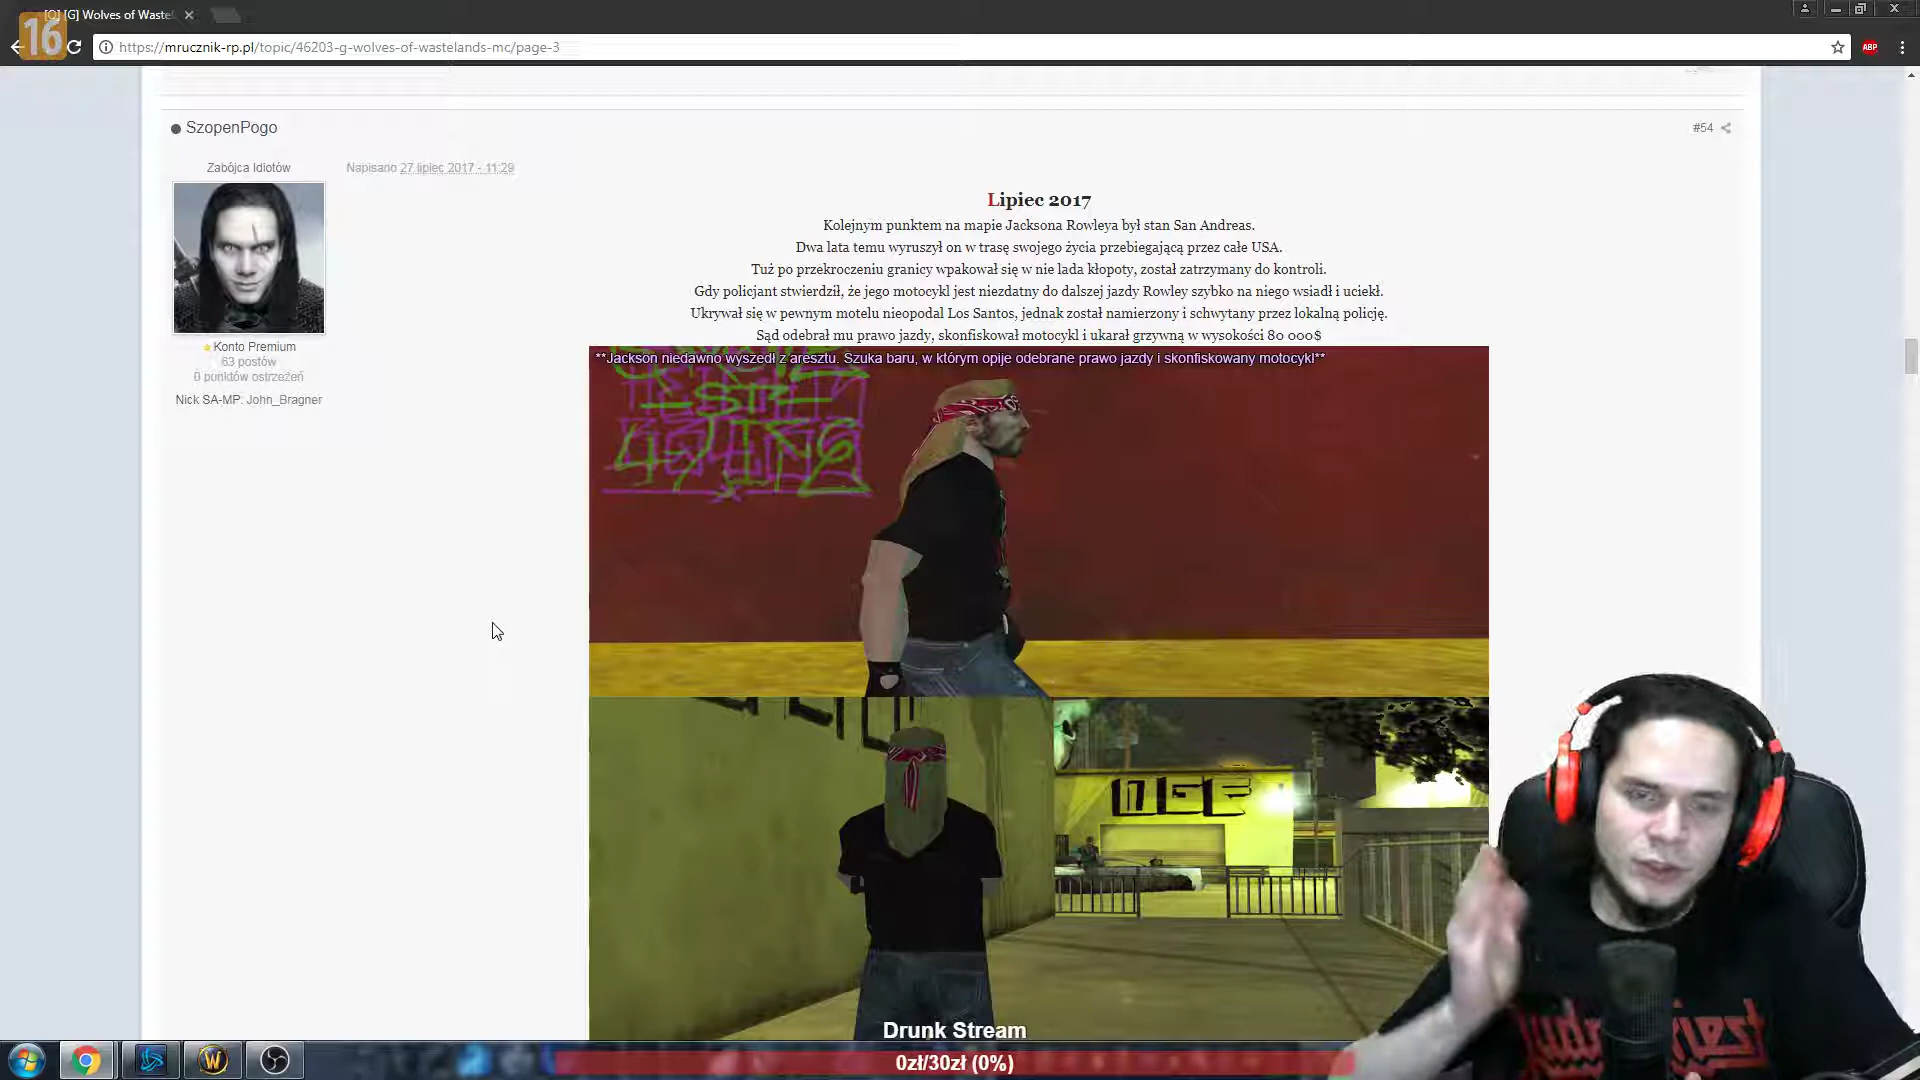 [O] [G] Wolves of Waste
16
https://mrucznik-rp.pl/topic/46203-g-wolves-of-wastelands-mc/page-3
ABP
SzopenPogo
#54
Zabójca Idiotów
Napisano 27 lipiec 2017 - 11:29
Konto Premium
63 postów
0 punktów ostrzeżeń
Nick SA-MP: John_Bragner
Lipiec 2017
Kolejnym punktem na mapie Jacksona Rowleya był stan San Andreas.
Dwa lata temu wyruszył on w trasę swojego życia przebiegającą przez całe USA.
Tuż po przekroczeniu granicy wpakował się w nie lada kłopoty, został zatrzymany do kontroli.
Gdy policjant stwierdził, że jego motocykl jest niezdatny do dalszej jazdy Rowley szybko na niego wsiadł i uciekł.
Ukrywał się w pewnym motelu nieopodal Los Santos, jednak został namierzony i schwytany przez lokalną policję.
Sąd odebrał mu prawo jazdy, skonfiskował motocykl i ukarał grzywną w wysokości 80 000$
**Jackson niedawno wyszedł z aresztu. Szuka baru, w którym opije odebrane prawo jazdy i skonfiskowany motocykl**
Drunk Stream
0zł/30zł (0%)